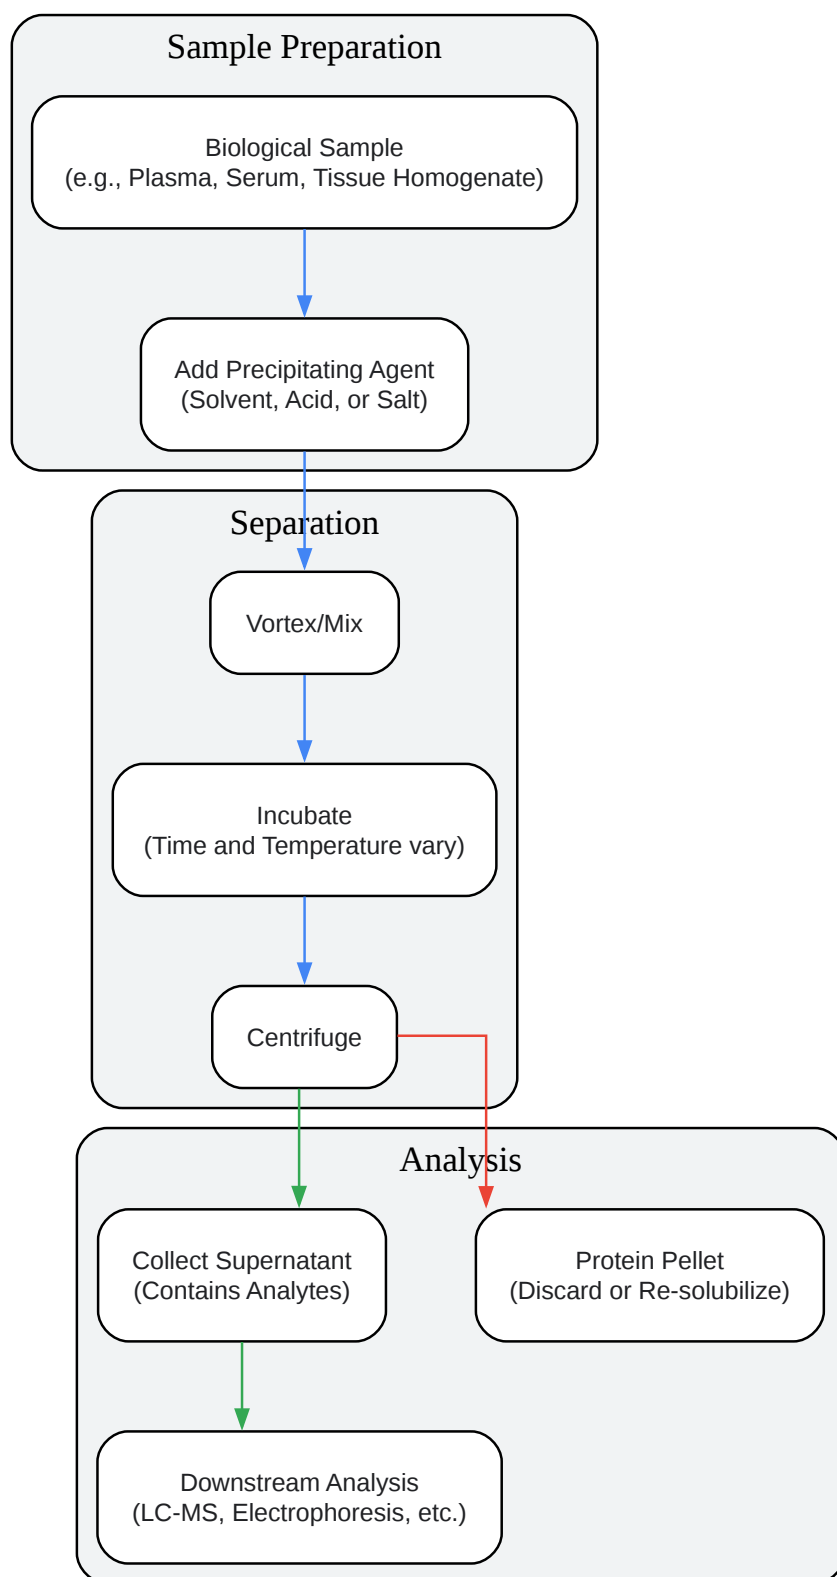 Sample Preparation
Biological Sample
(e.g., Plasma, Serum, Tissue Homogenate)
Add Precipitating Agent
(Solvent, Acid, or Salt)
Separation
Vortex/Mix
Incubate
(Time and Temperature vary)
Centrifuge
Analysis
Collect Supernatant
(Contains Analytes)
Protein Pellet
(Discard or Re-solubilize)
Downstream Analysis
(LC-MS, Electrophoresis, etc.)